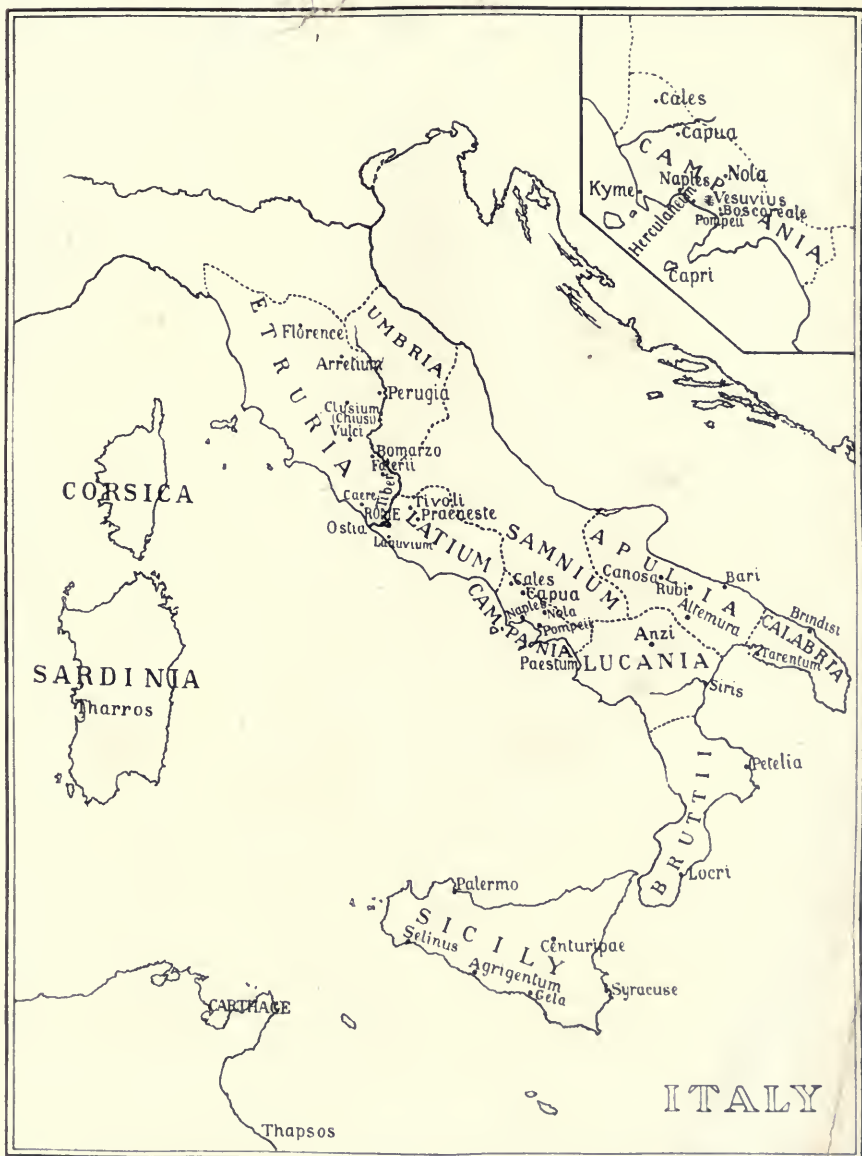 Cales
Capua
CAMPANIA
Nola
Naples
Kyme
Vesuvius
Boscoreale
Pompeii
Herculaneum
Capri
ETRURIA
UMBRIA
Florence
Arretium
Perugia
Clusium
(Chiusi)
Vulci
Bomarzo
Falerii
Tiber
Caere
Tivoli
ROME
Praeneste
Ostia
LATIUM
Lanuvium
CORSICA
SARDINIA
Tharros
SAMNIUM
APULIA
Canosa
Rubi
Bari
Altemura
Brindisi
CALABRIA
Tarentum
Cales
Capua
Naples
Nola
Pompeii
CAMPANIA
Paestum
Anzi
LUCANIA
Siris
BRUTTII
Petelia
Locri
Palermo
SICILY
Selinus
Centuripae
Agrigentum
Gela
Syracuse
CARTHAGE
Thapsos
ITALY